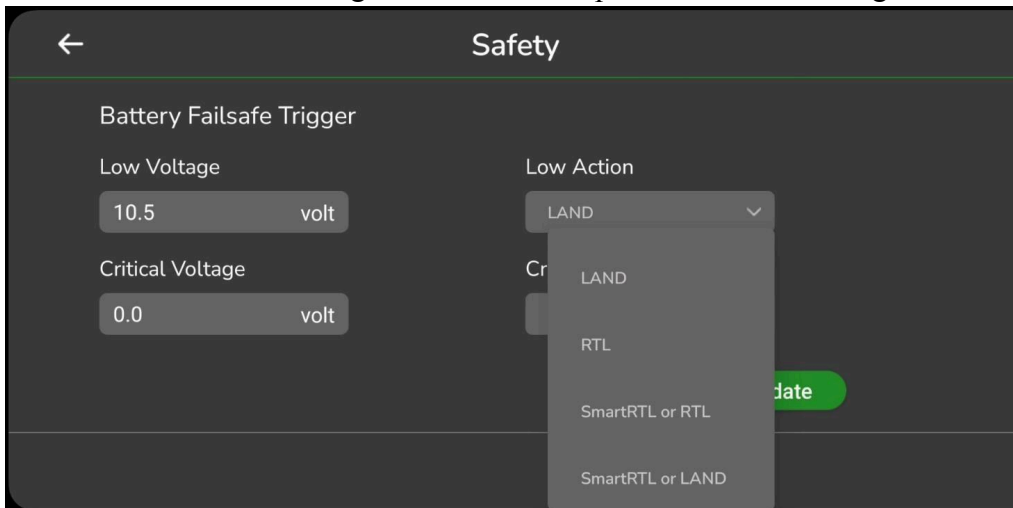 Safety
Battery Failsafe Trigger
Low Voltage
Low Action
10.5 volt
LAND
Critical Voltage
Cr
0.0 volt
LAND
RTL
date
SmartRTL or RTL
SmartRTL or LAND